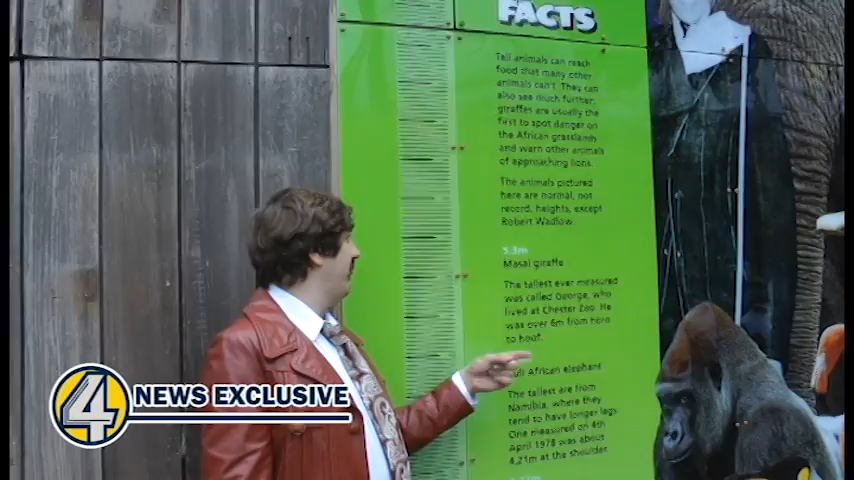 FACTS
Tall animals can reach
food that many other
animals can't. They can
also see much further.
giraffes are usually the
first to spot danger on
the African grasslands
and warn other animals
of approaching lions.
The animals pictured
here are normal, not
record, heights, except
Robert Wadlow.
5.3m
Masai giraffe
The tallest ever measured
was called George, who
lived at Chester Zoo. He
was over 6m from horn
to hoof.
Bull African elephant
The tallest are from
Namibia, where they
tend to have longer legs.
One measured on 4th
April 1978 was about
4.21m at the shoulder.
4 NEWS EXCLUSIVE